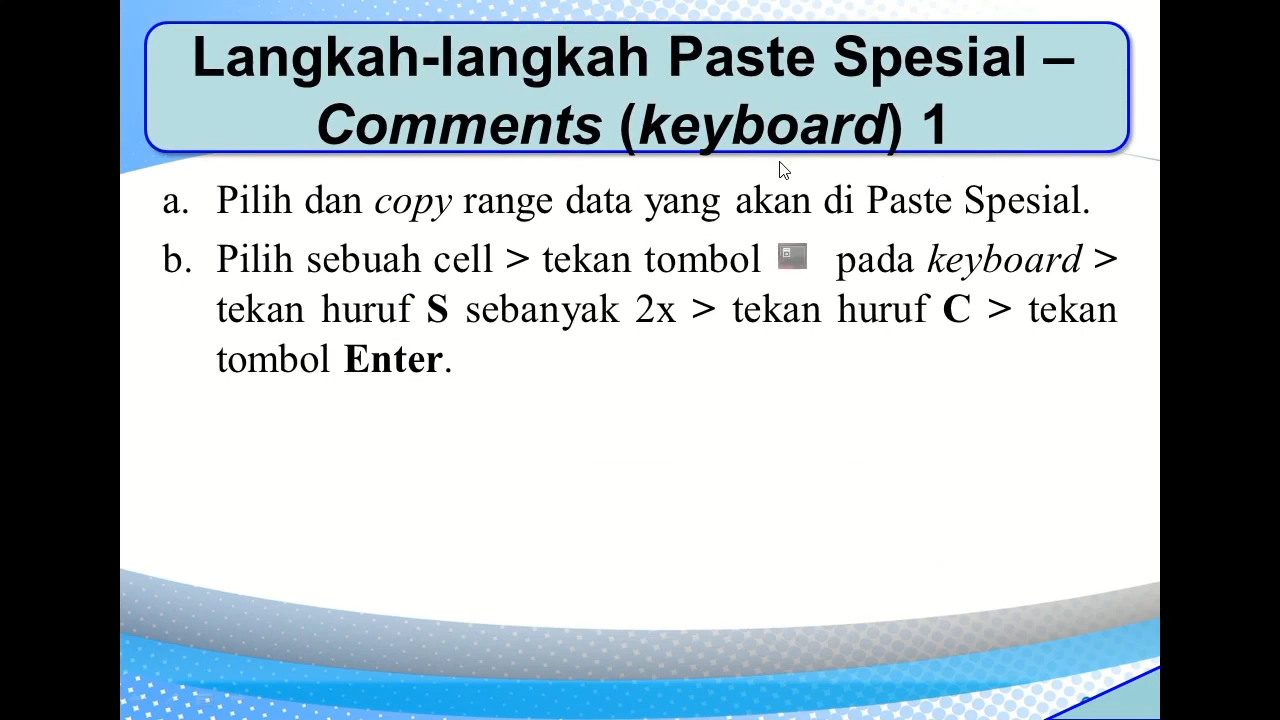 Langkah-langkah Paste Spesial –
Comments (keyboard) 1
a. Pilih dan copy range data yang akan di Paste Spesial.
b. Pilih sebuah cell > tekan tombol pada keyboard >
tekan huruf S sebanyak 2x > tekan huruf C > tekan
tombol Enter.